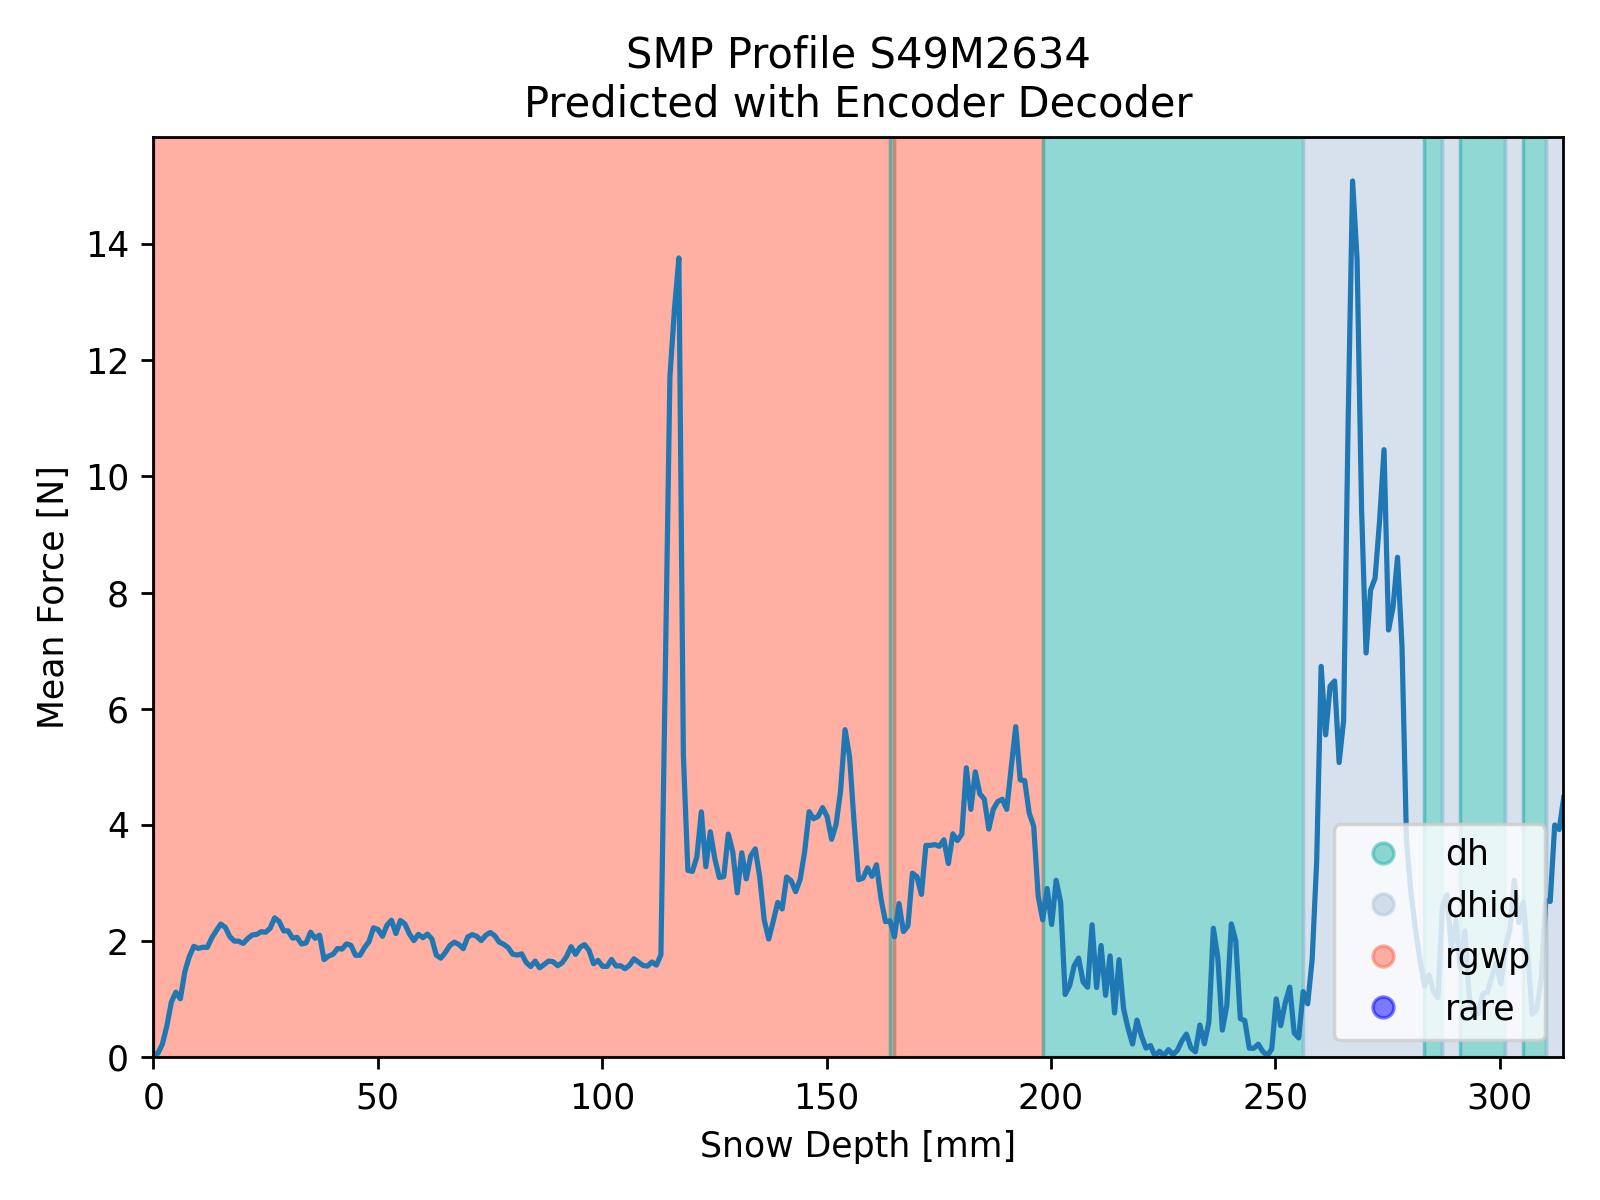 SMP Profile S49M2634
Predicted with Encoder Decoder
Mean Force [N]
14
12
10
8
6
4
2
0
dh
dhid
rgwp
rare
0 50 100 150 200 250 300
Snow Depth [mm]